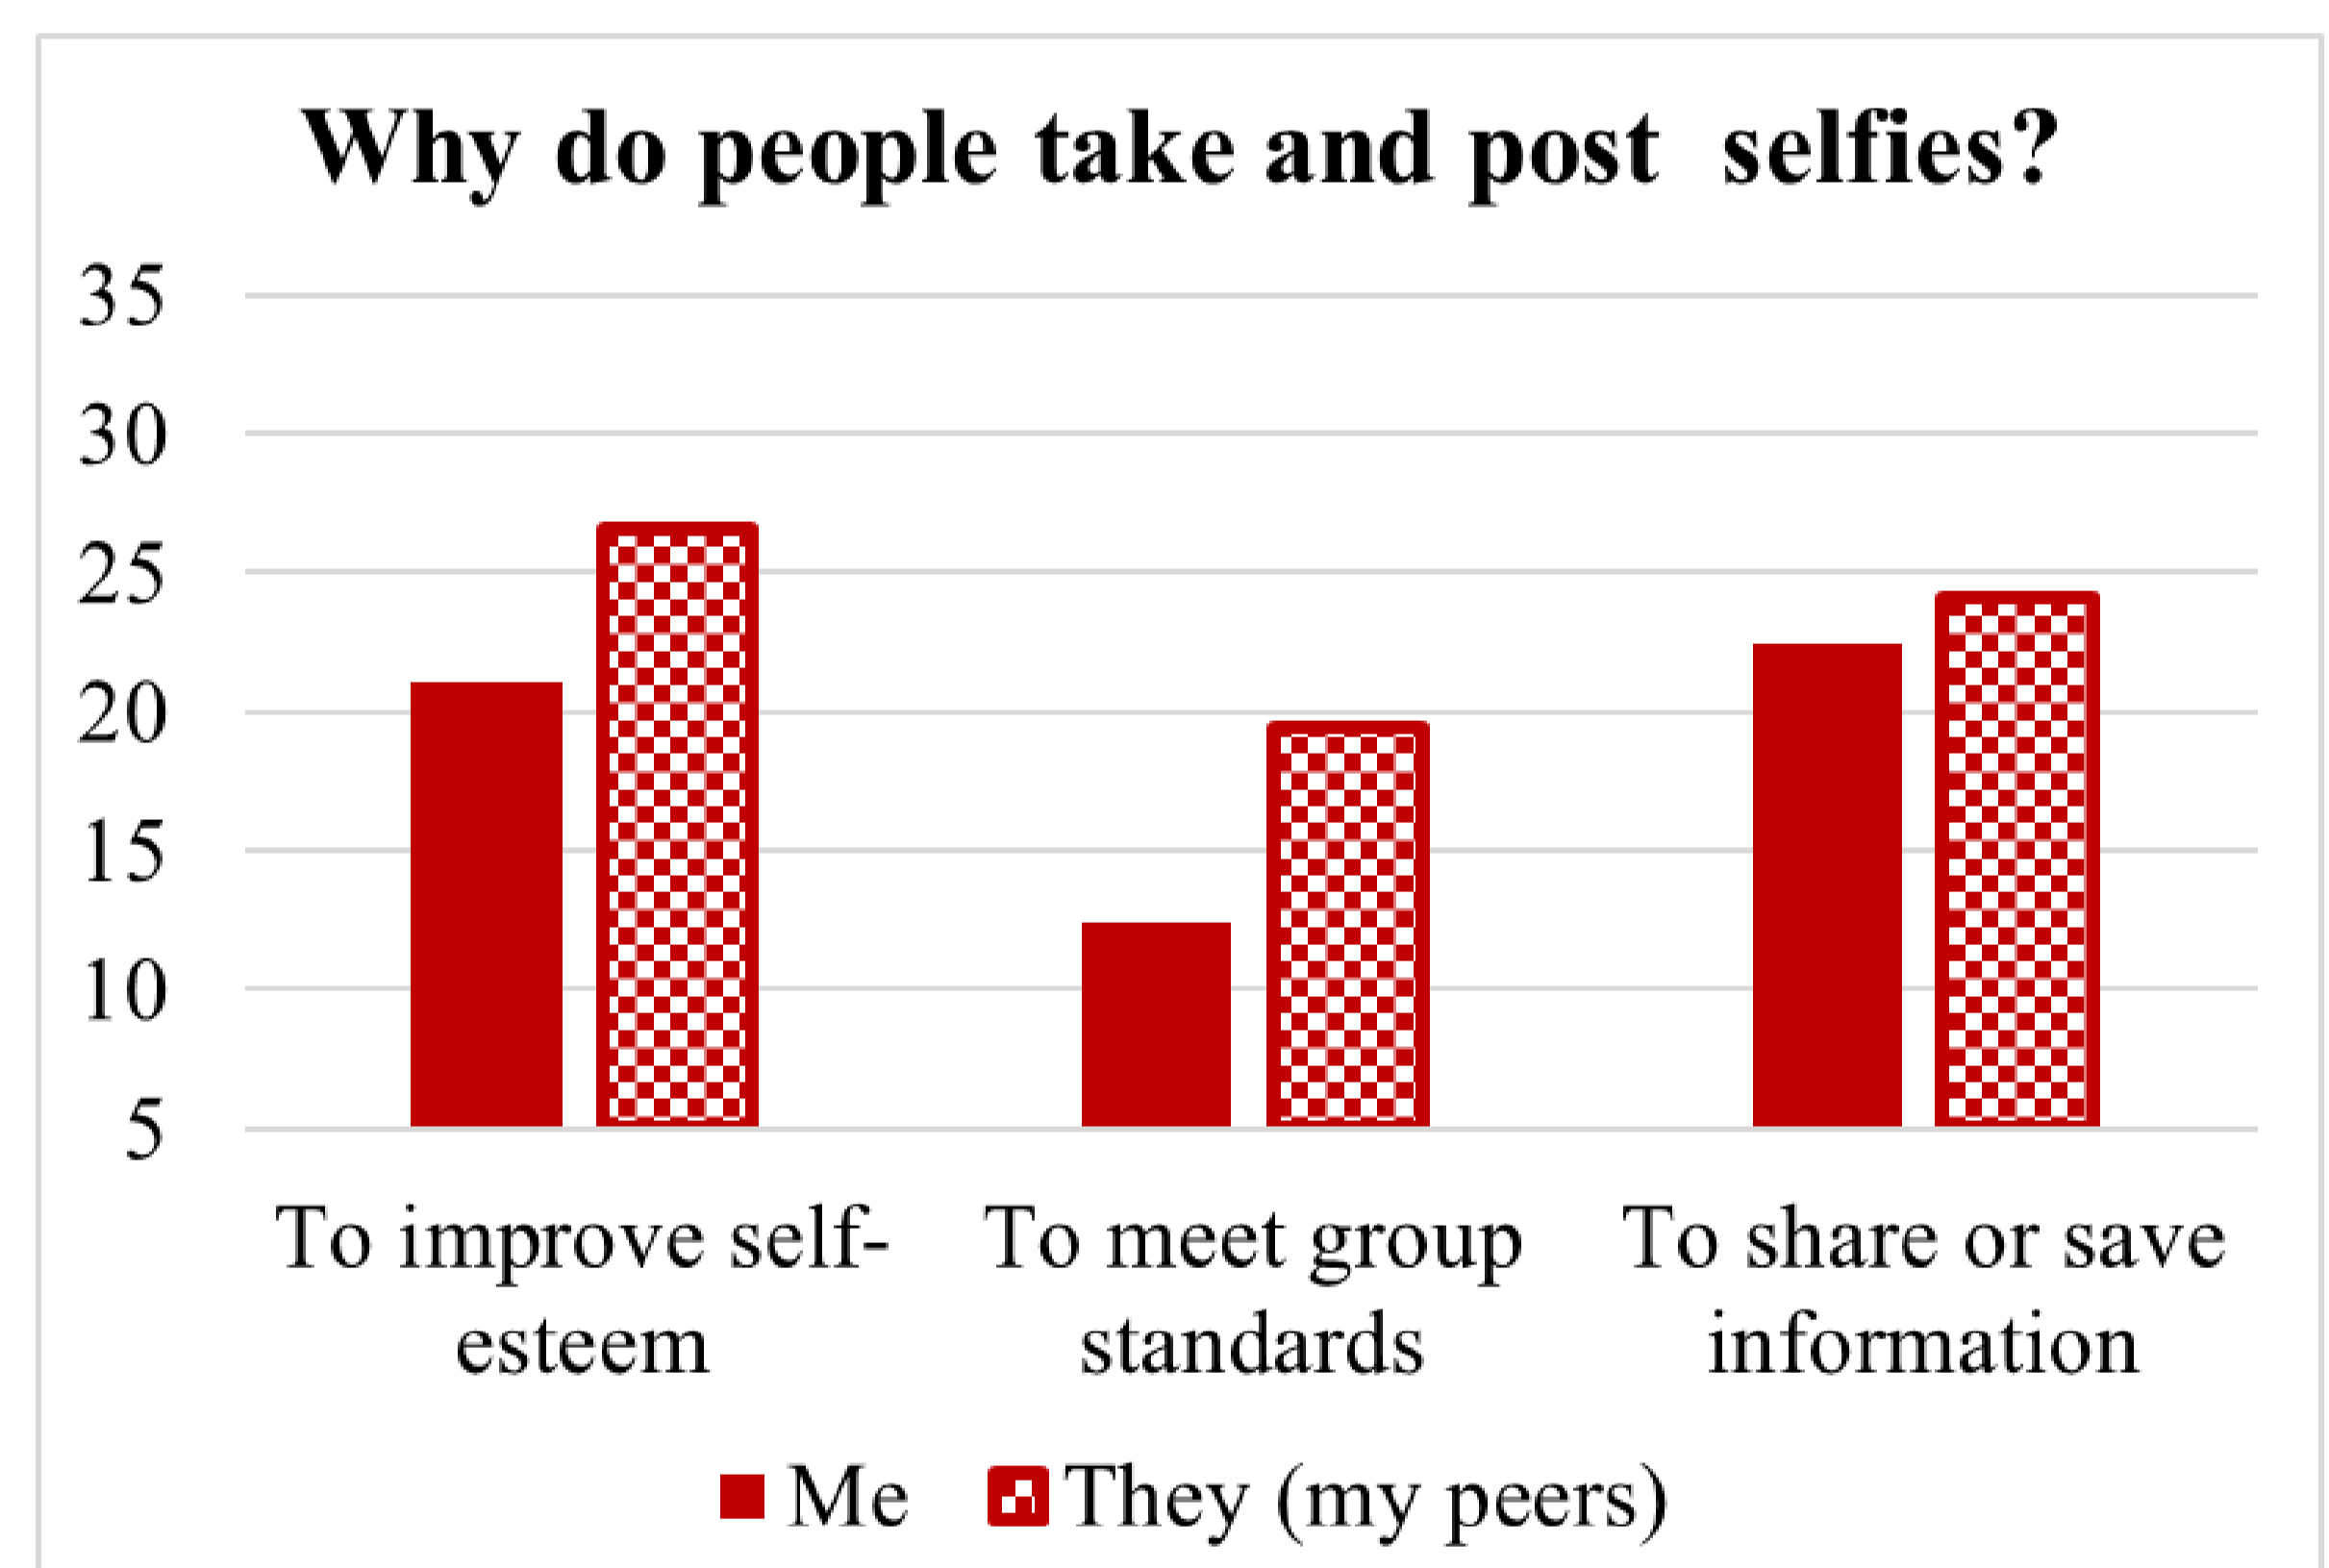 Why do people take and post selfies?
35
30
25
20
15
10
5
To improve self-
esteem
To meet group
standards
To share or save
information
Me
They (my peers)